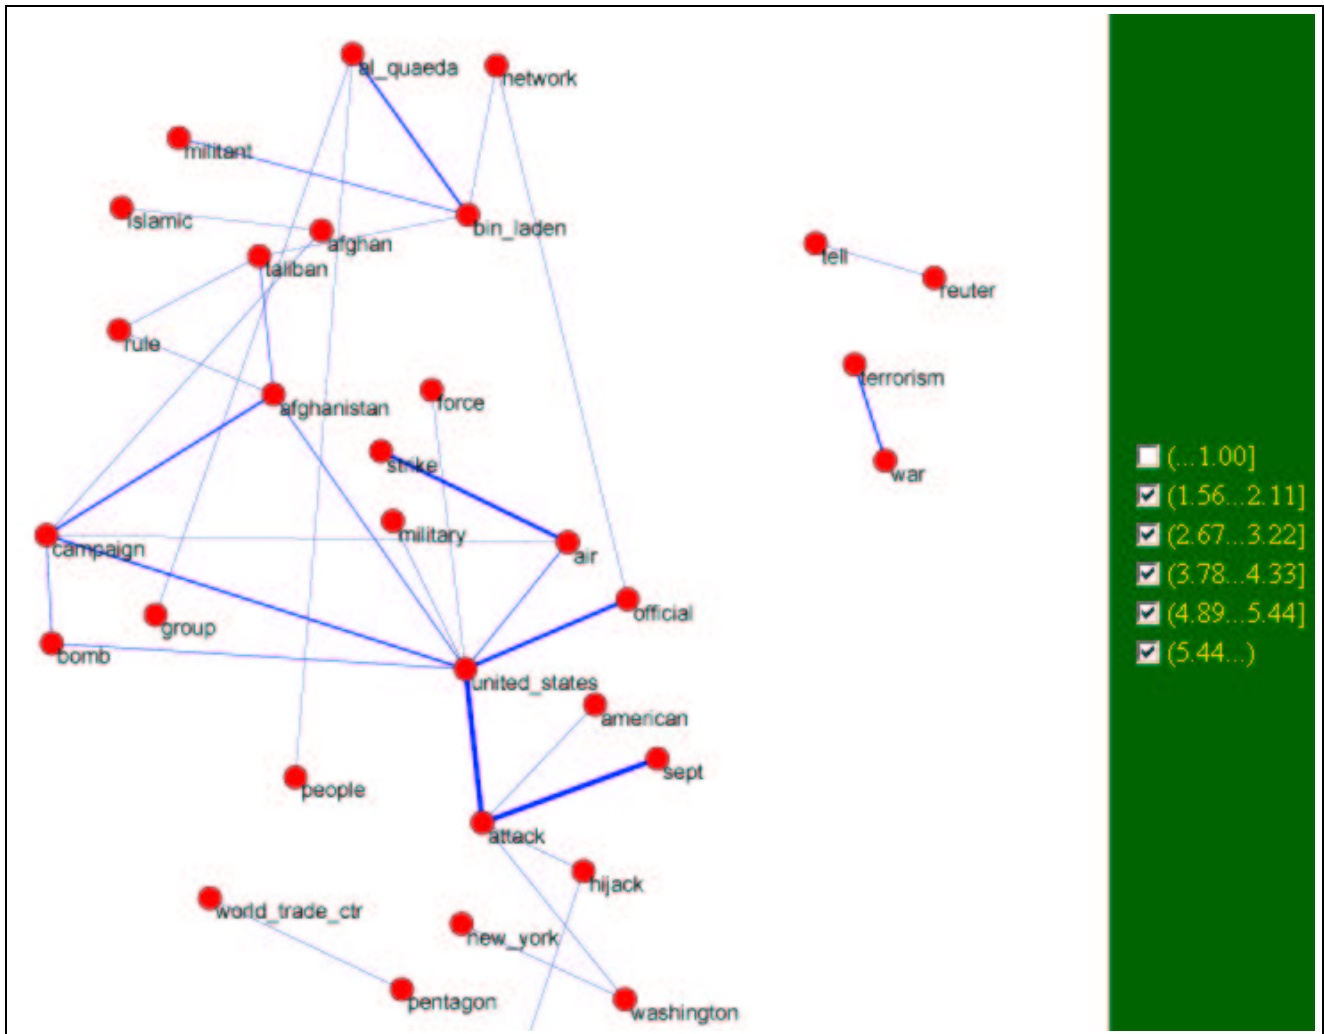 al_quaeda
network
militant
islamic
bin_laden
afghan
tell
taliban
reuter
rule
terrorism
afghanistan
force
strike
war
(...1.00]
(1.56...2.11]
military
(2.67...3.22]
campaign
air
(3.78...4.33]
official
(4.89...5.44]
group
bomb
(5.44...)
united_states
american
sept
people
attack
hijack
world_trade_ctr
new_york
pentagon
washington